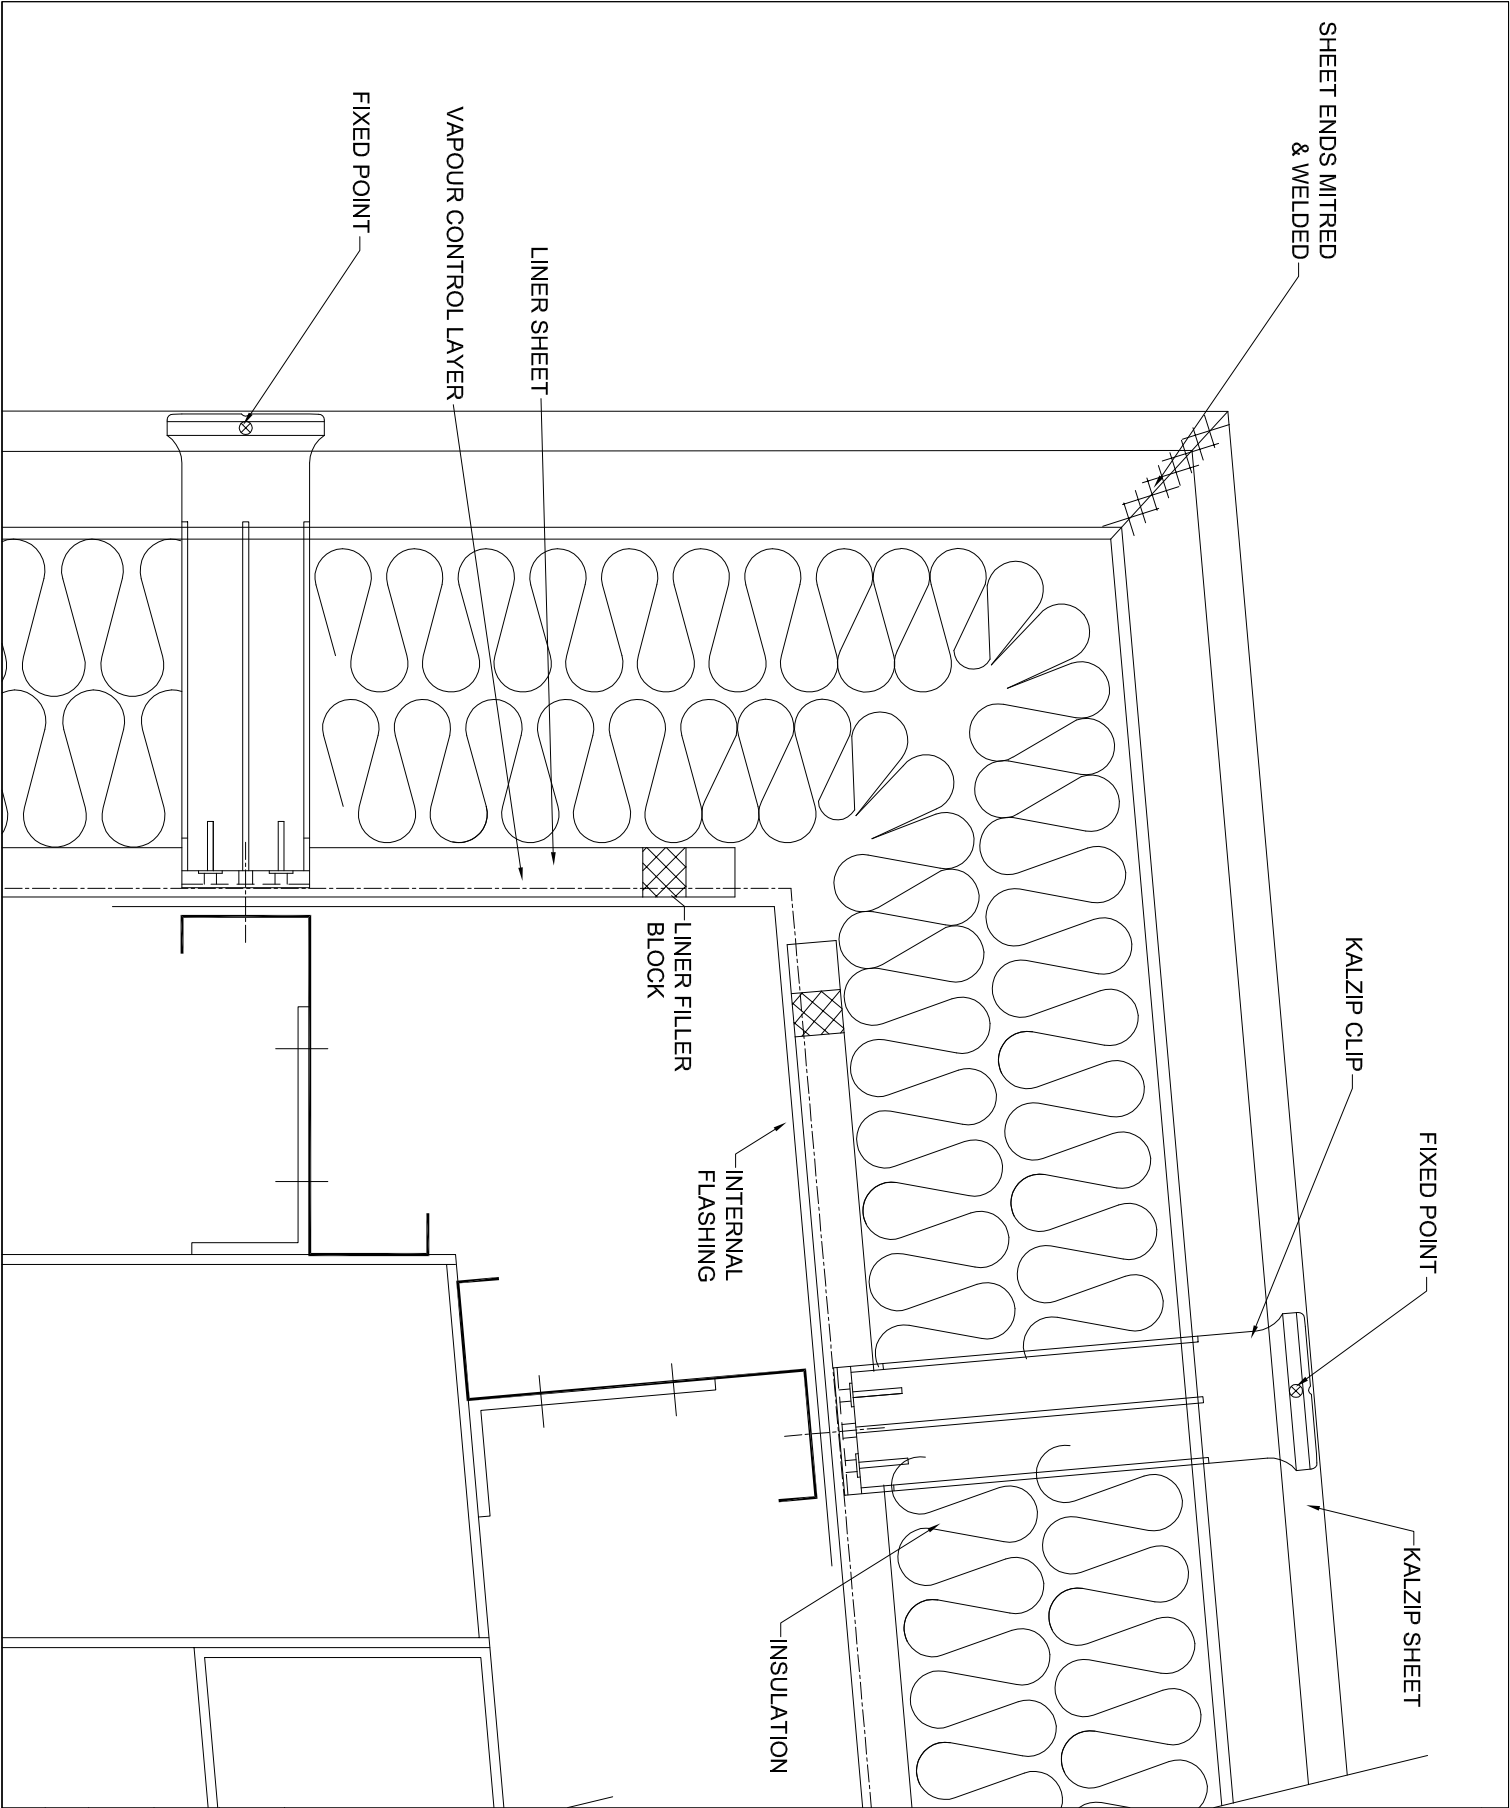 SHEET ENDS MITRED
& WELDED
FIXED POINT
VAPOUR CONTROL LAYER
LINER SHEET
LINER FILLER
BLOCK
INTERNAL
FLASHING
KALZIP CLIP
FIXED POINT
KALZIP SHEET
INSULATION